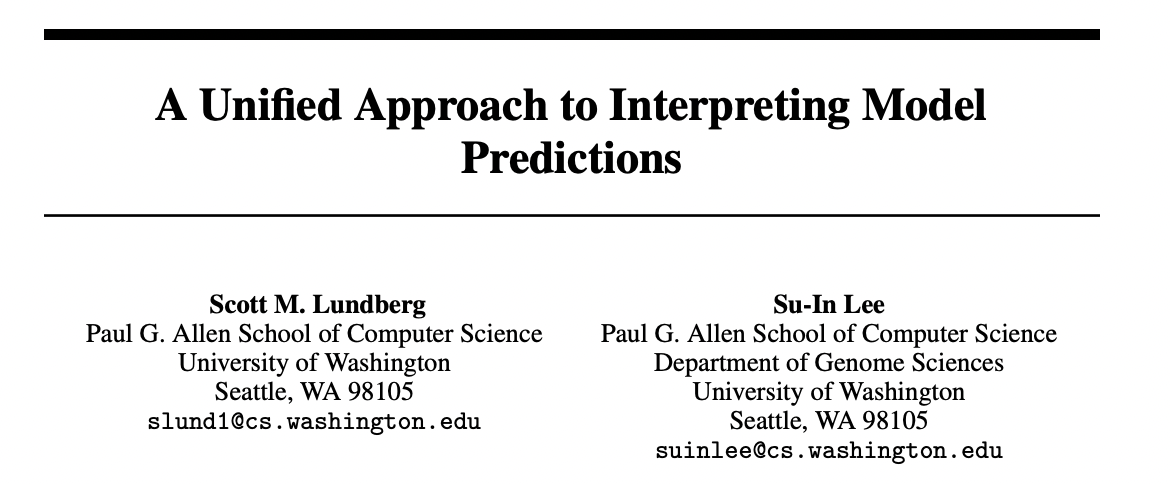 A Unified Approach to Interpreting Model
Predictions
Scott M. Lundberg
Paul G. Allen School of Computer Science
University of Washington
Seattle, WA 98105
slund1@cs.washington.edu
Su-In Lee
Paul G. Allen School of Computer Science
Department of Genome Sciences
University of Washington
Seattle, WA 98105
suinlee@cs.washington.edu